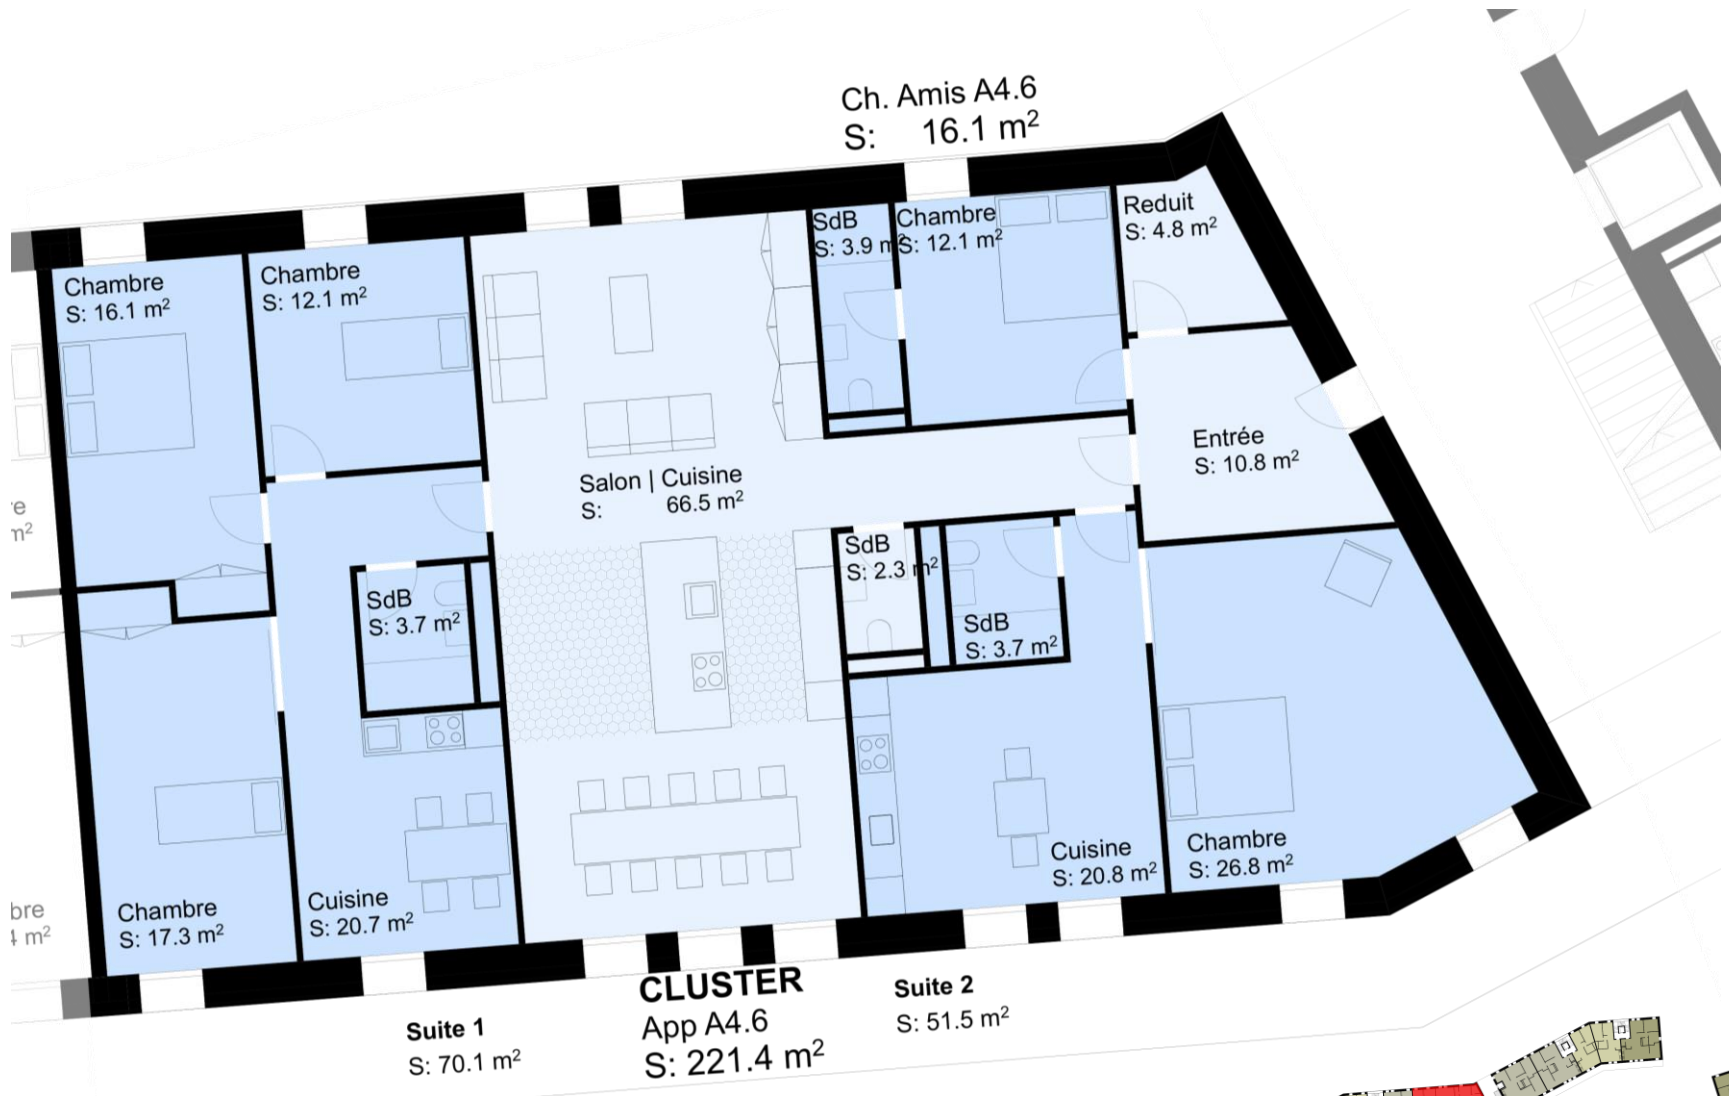 Ch. Amis A4.6
S: 16.1 m²
Chambre
S: 16.1 m²
Chambre
S: 12.1 m²
SdB
S: 3.9 m²
Chambre
S: 12.1 m²
Reduit
S: 4.8 m²
Salon | Cuisine
S: 66.5 m²
Entrée
S: 10.8 m²
e
m²
SdB
S: 3.7 m²
SdB
S: 2.3 m²
SdB
S: 3.7 m²
Chambre
S: 17.3 m²
Cuisine
S: 20.7 m²
Cuisine
S: 20.8 m²
Chambre
S: 26.8 m²
bre
4 m²
CLUSTER
App A4.6
S: 221.4 m²
Suite 1
S: 70.1 m²
Suite 2
S: 51.5 m²